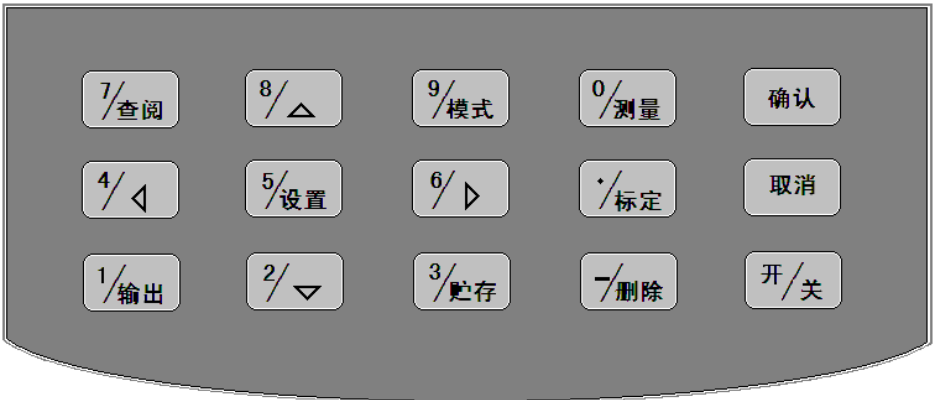 7/查阅 8/△ 9/模式 0/测量 确认
4/◁ 5/设置 6/▷ ·/标定 取消
1/输出 2/▽ 3/贮存 -/删除 开/关